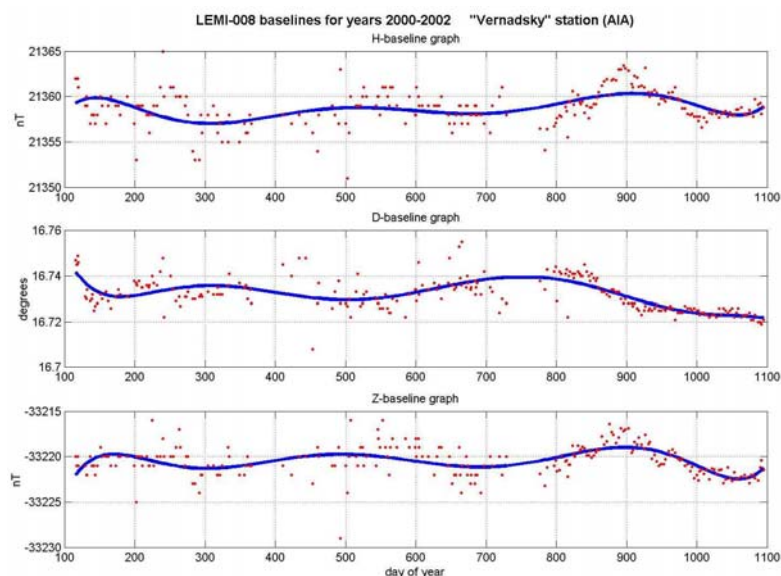 LEMI-008 baselines for years 2000-2002 "Vernadsky" station (AIA)
H-baseline graph
21365
21360
21355
21350
nT
100 200 300 400 500 600 700 800 900 1000 1100
D-baseline graph
16.76
16.74
16.72
16.7
degrees
100 200 300 400 500 600 700 800 900 1000 1100
Z-baseline graph
-33215
-33220
-33225
-33230
nT
100 200 300 400 500 600 700 800 900 1000 1100
day of year